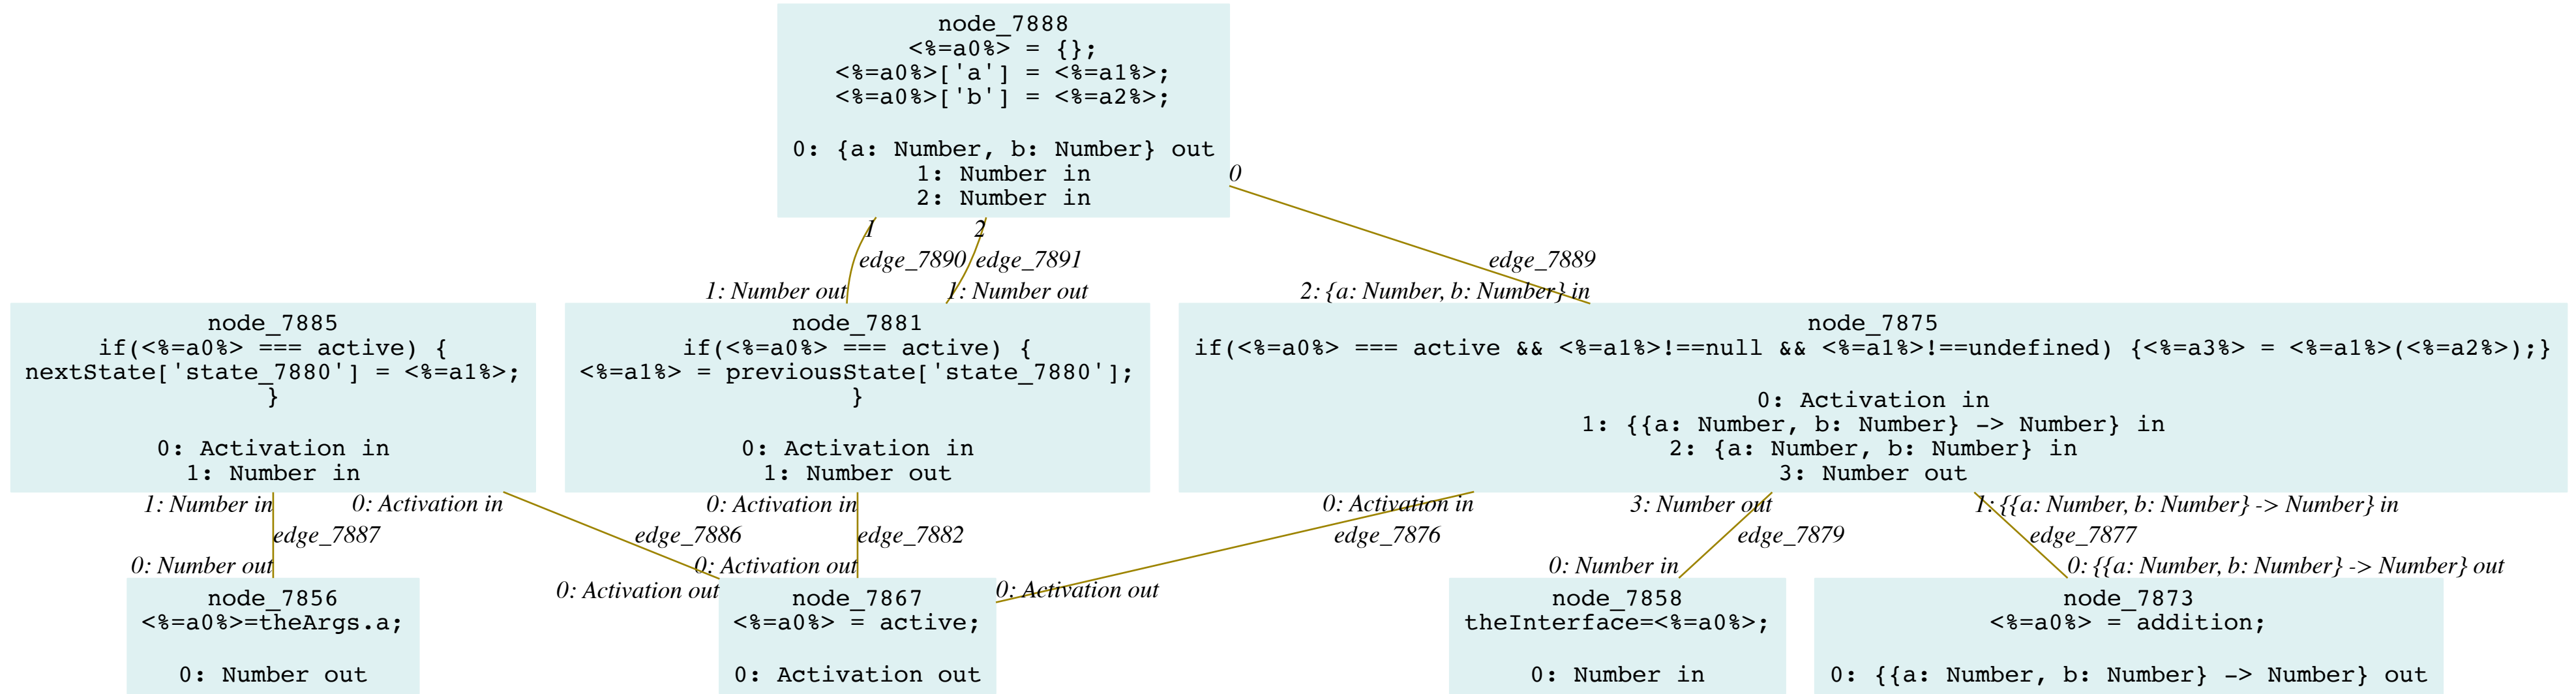 node_7888
<%=a0%> = {};
<%=a0%>['a'] = <%=a1%>;
<%=a0%>['b'] = <%=a2%>;
0: {a: Number, b: Number} out
1: Number in
2: Number in
0
1
2
edge_7890
edge_7891
edge_7889
1: Number out
1: Number out
2: {a: Number, b: Number} in
node_7885
if(<%=a0%> === active) {
nextState['state_7880'] = <%=a1%>;
}
0: Activation in
1: Number in
node_7881
if(<%=a0%> === active) {
<%=a1%> = previousState['state_7880'];
}
0: Activation in
1: Number out
node_7875
if(<%=a0%> === active && <%=a1%>!==null && <%=a1%>!==undefined) {<%=a3%> = <%=a1%>(<%=a2%>);}
0: Activation in
1: {{a: Number, b: Number} -> Number} in
2: {a: Number, b: Number} in
3: Number out
1: Number in
0: Activation in
0: Activation in
0: Activation in
3: Number out
1: {{a: Number, b: Number} -> Number} in
edge_7887
edge_7886
edge_7882
edge_7876
edge_7879
edge_7877
0: Number out
0: Activation out
0: Activation out
0: Activation out
0: Number in
0: {{a: Number, b: Number} -> Number} out
node_7856
<%=a0%>=theArgs.a;
0: Number out
node_7867
<%=a0%> = active;
0: Activation out
node_7858
theInterface=<%=a0%>;
0: Number in
node_7873
<%=a0%> = addition;
0: {{a: Number, b: Number} -> Number} out